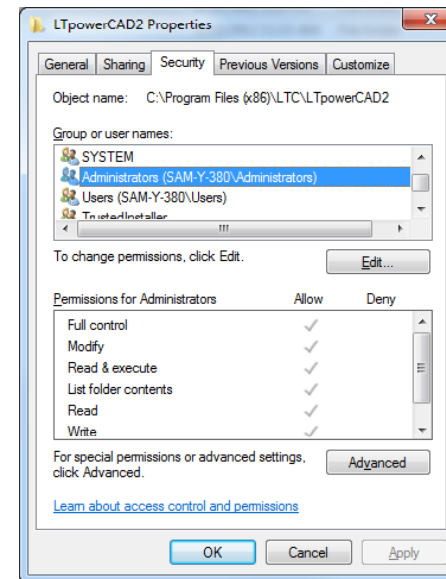 LTpowerCAD2 Properties
General Sharing Security Previous Versions Customize
Object name: C:\Program Files (x86)\LTC\LTpowerCAD2
Group or user names:
SYSTEM
Administrators (SAM-Y-380\Administrators)
Users (SAM-Y-380\Users)
TrustedInstaller
To change permissions, click Edit.
Edit...
Permissions for Administrators Allow Deny
Full control
Modify
Read & execute
List folder contents
Read
Write
For special permissions or advanced settings,
click Advanced.
Advanced
Learn about access control and permissions
OK Cancel Apply